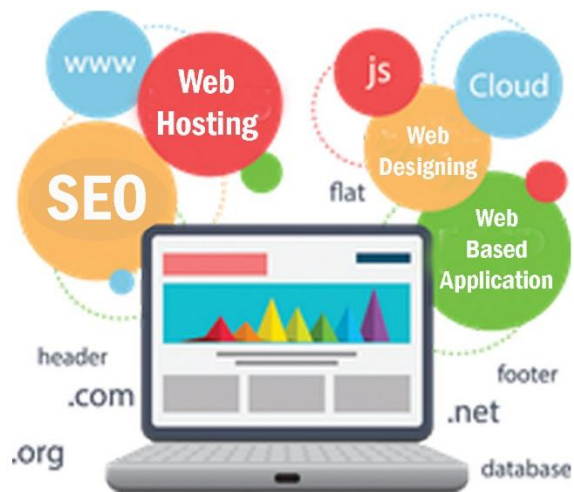 www
Web
Hosting
SEO
js
Cloud
Web
Designing
flat
Web
Based
Application
header
.com
.org
footer
.net
database